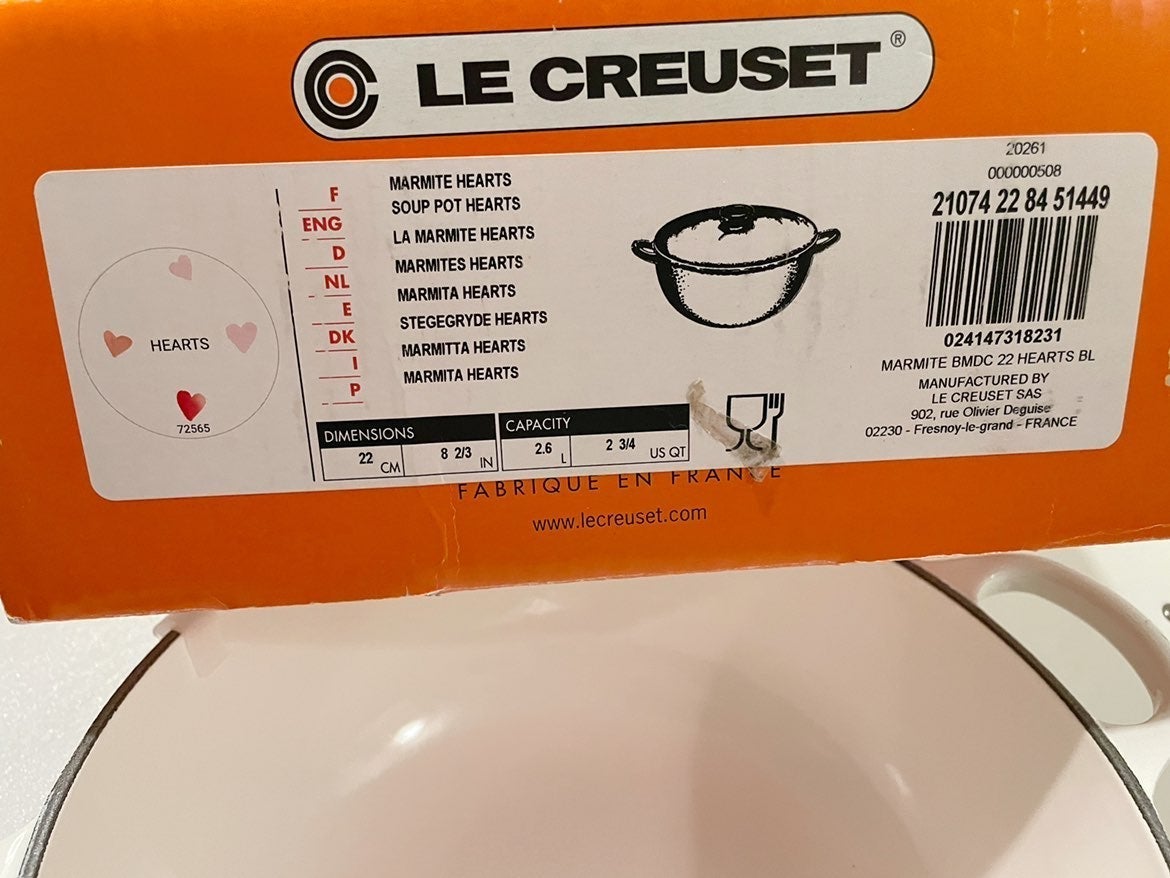 LE CREUSET ®
HEARTS
72565
F MARMITE HEARTS
ENG SOUP POT HEARTS
D LA MARMITE HEARTS
NL MARMITES HEARTS
E MARMITA HEARTS
DK STEGEGRYDE HEARTS
I MARMITTA HEARTS
P MARMITA HEARTS
DIMENSIONS
22 CM 8 2/3 IN
CAPACITY
2.6 L 2 3/4 US QT
20261
000000508
21074 22 84 51449
024147318231
MARMITE BMDC 22 HEARTS BL
MANUFACTURED BY
LE CREUSET SAS
902, rue Olivier Deguise
02230 - Fresnoy-le-grand - FRANCE
FABRIQUE EN FRANCE
www.lecreuset.com